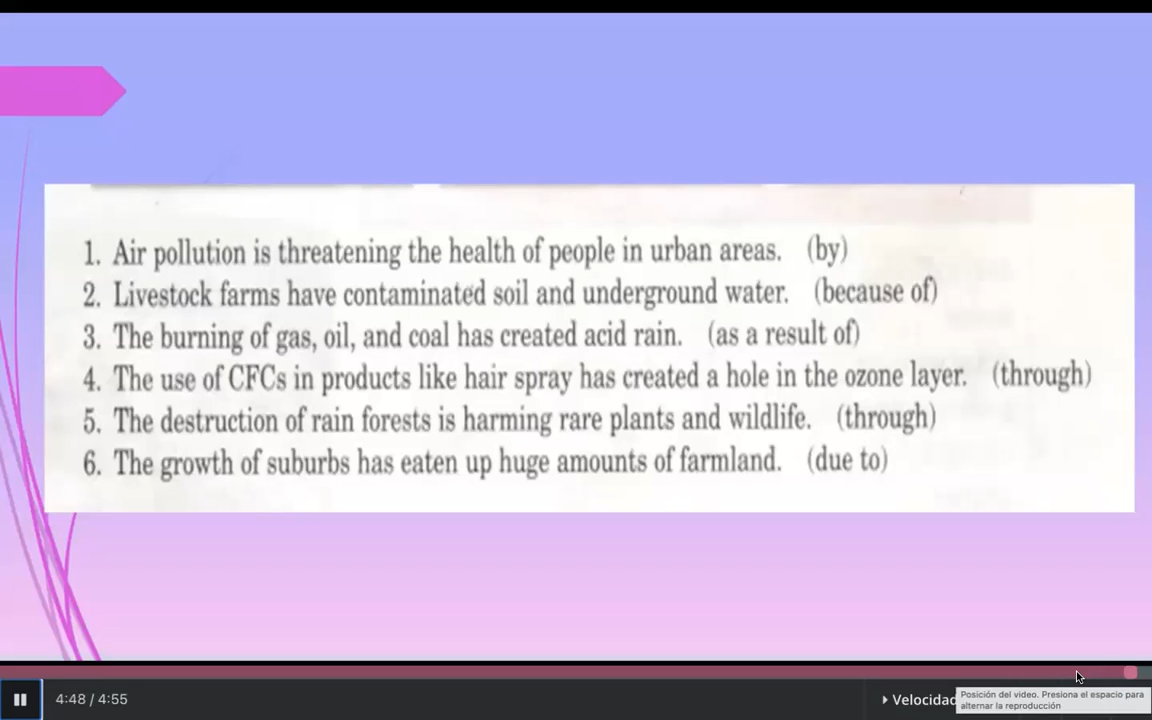 1. Air pollution is threatening the health of people in urban areas. (by)
2. Livestock farms have contaminated soil and underground water. (because of)
3. The burning of gas, oil, and coal has created acid rain. (as a result of)
4. The use of CFCs in products like hair spray has created a hole in the ozone layer. (through)
5. The destruction of rain forests is harming rare plants and wildlife. (through)
6. The growth of suburbs has eaten up huge amounts of farmland. (due to)
4:48 / 4:55
Velocidad
Posición del video. Presiona el espacio para
alternar la reproducción